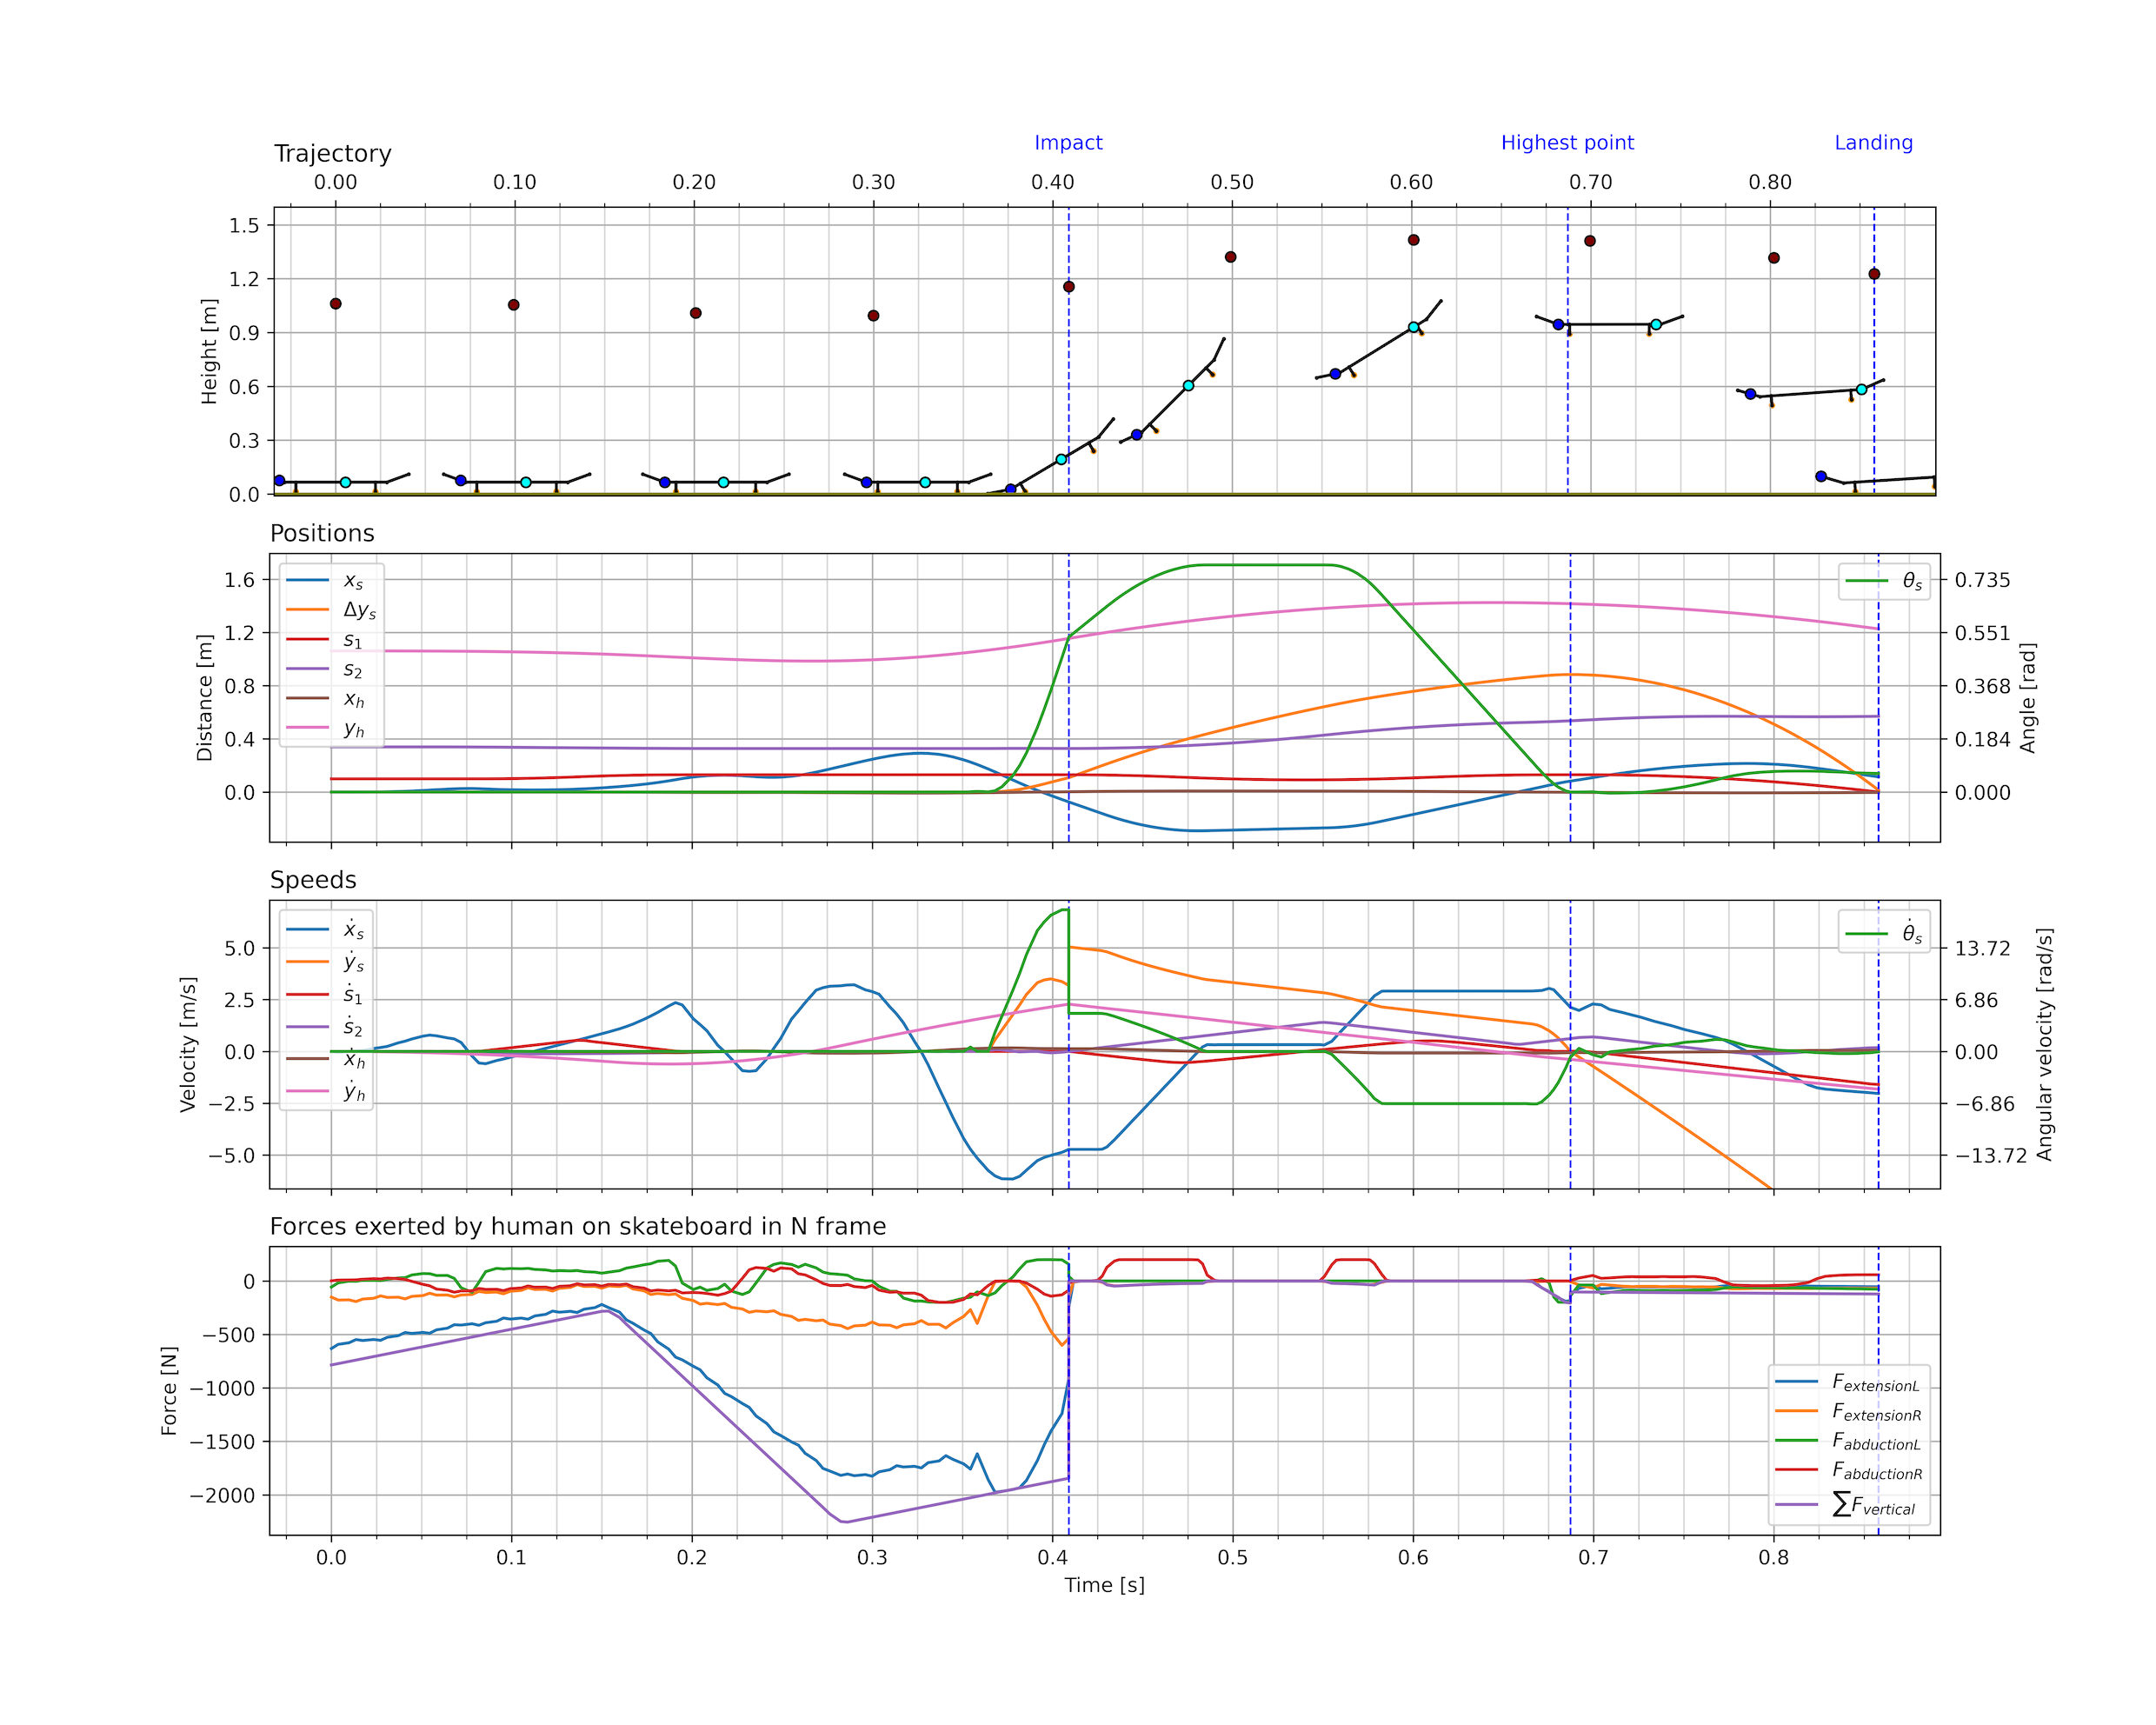 Impact Highest point Landing
Trajectory
0.00 0.10 0.20 0.30 0.40 0.50 0.60 0.70 0.80
Height [m]
1.5
1.2
0.9
0.6
0.3
0.0
Positions
Distance [m]
1.6
1.2
0.8
0.4
0.0
x_s
Δy_s
s_1
s_2
x_h
y_h
θ_s
0.735
0.551
0.368
0.184
0.000
Angle [rad]
Speeds
Velocity [m/s]
5.0
2.5
0.0
−2.5
−5.0
ẋ_s
ẏ_s
ṡ_1
ṡ_2
ẋ_h
ẏ_h
θ̇_s
13.72
6.86
0.00
−6.86
−13.72
Angular velocity [rad/s]
Forces exerted by human on skateboard in N frame
Force [N]
0
−500
−1000
−1500
−2000
F_extensionL
F_extensionR
F_abductionL
F_abductionR
∑F_vertical
0.0 0.1 0.2 0.3 0.4 0.5 0.6 0.7 0.8
Time [s]